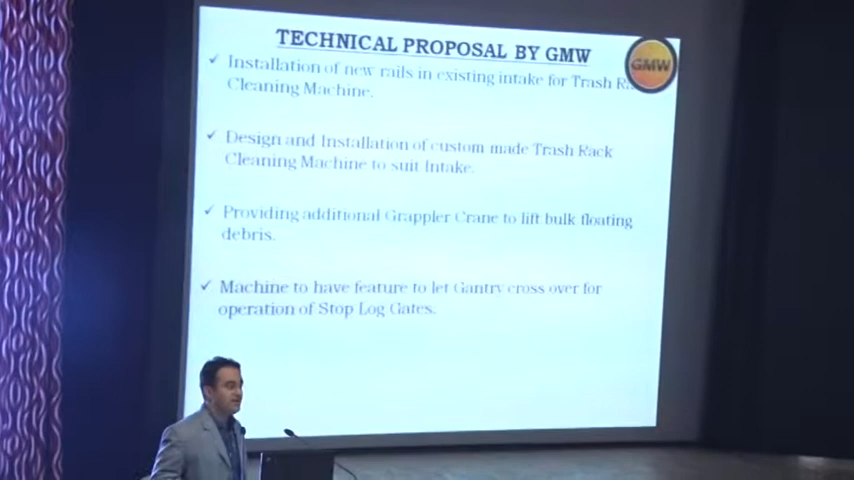 TECHNICAL PROPOSAL BY GMW
GMW
✓ Installation of new rails in existing intake for Trash
Cleaning Machine.
✓ Design and Installation of custom made Trash Rack
Cleaning Machine to suit Intake.
✓ Providing additional Grappler Crane to lift bulk floating
debris.
✓ Machine to have feature to let Gantry cross over for
operation of Stop Log Gates.